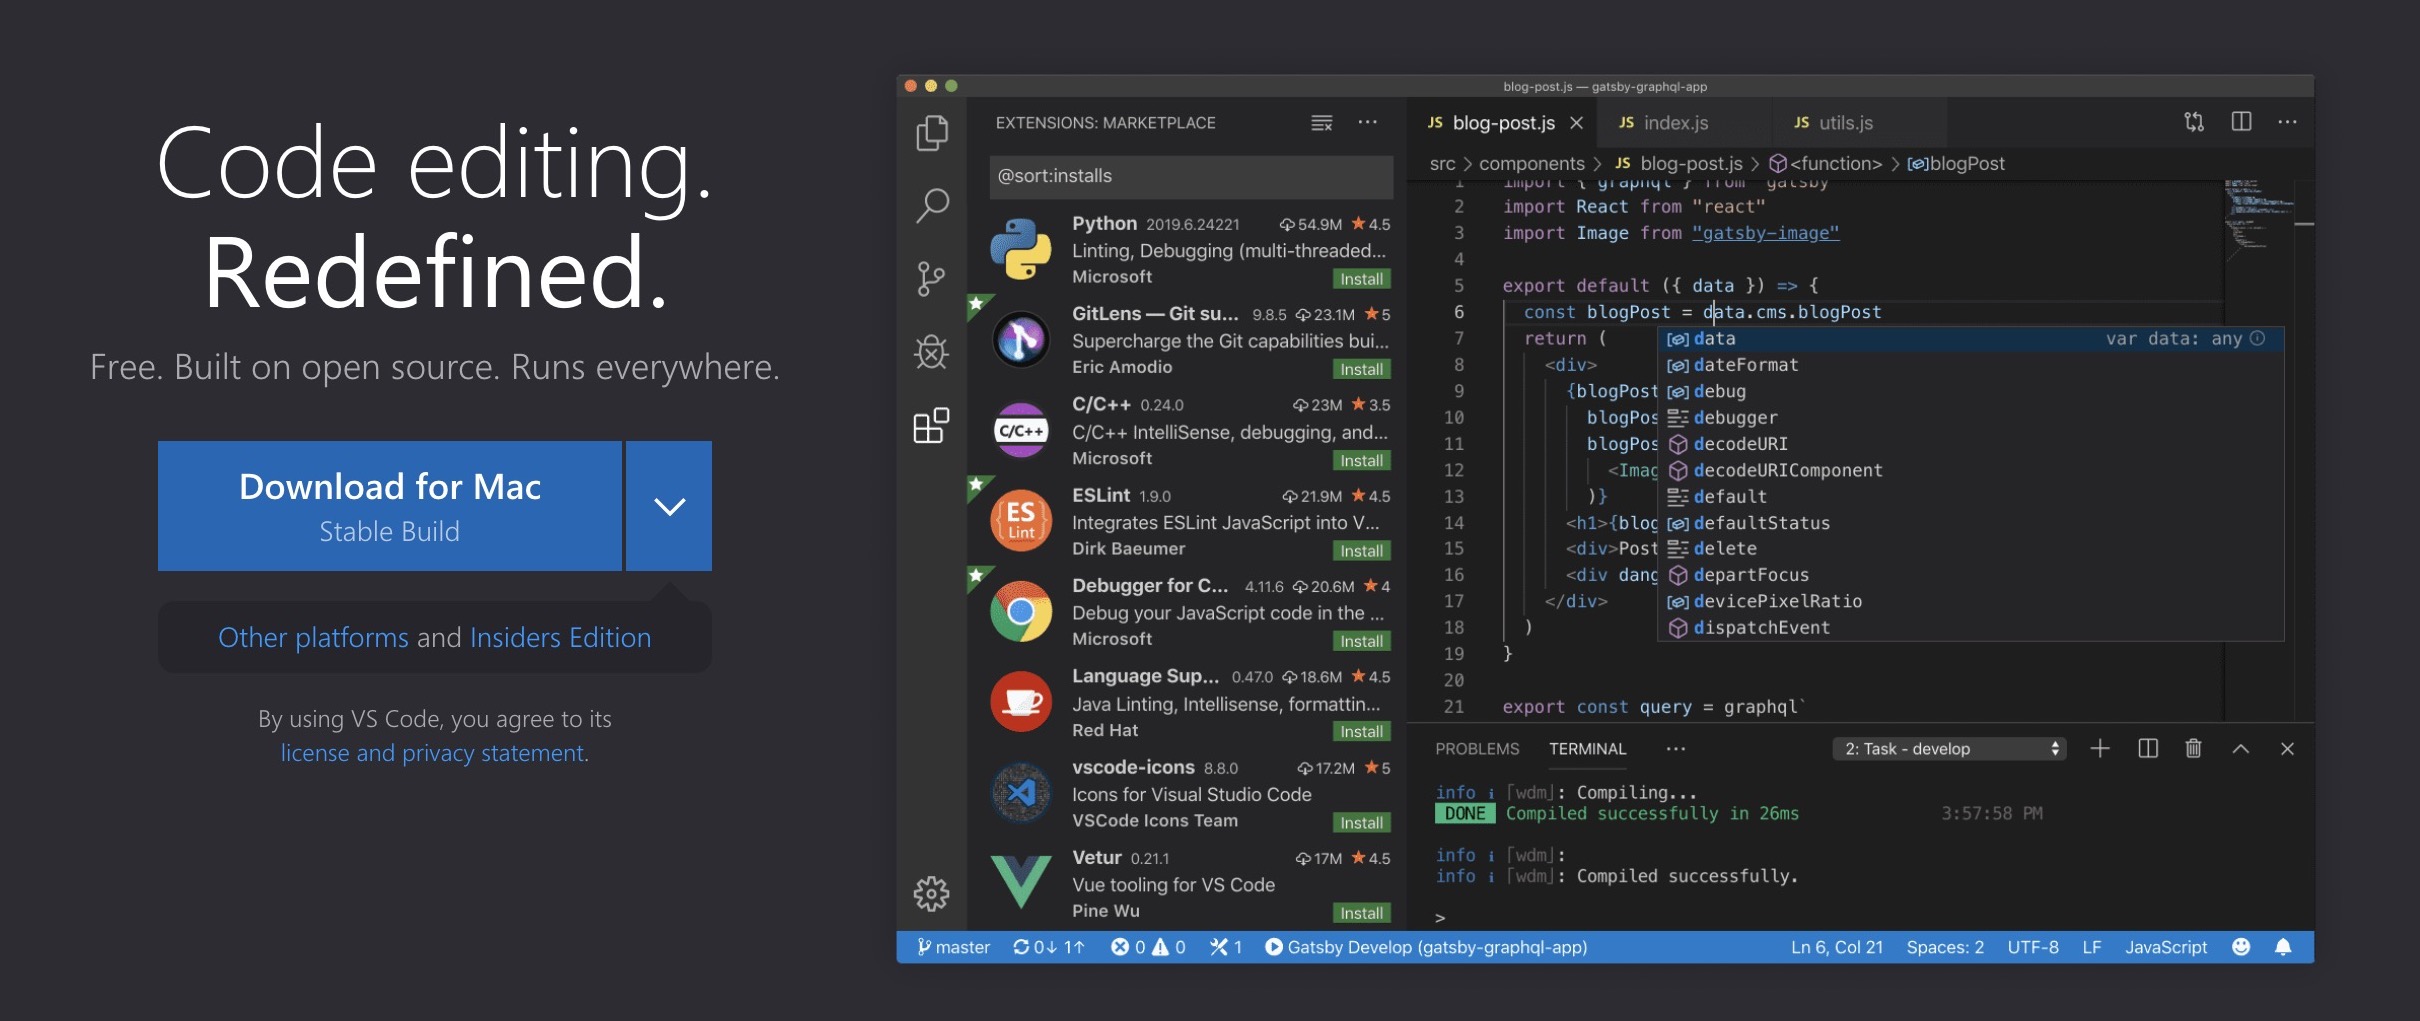 Code editing.
Redefined.
Free. Built on open source. Runs everywhere.
Download for Mac
Stable Build
Other platforms and Insiders Edition
By using VS Code, you agree to its
license and privacy statement.
blog-post.js — gatsby-graphql-app
EXTENSIONS: MARKETPLACE
@sort:installs
Python 2019.6.24221 54.9M 4.5
Linting, Debugging (multi-threaded...
Microsoft Install
GitLens — Git su... 9.8.5 23.1M 5
Supercharge the Git capabilities bui...
Eric Amodio Install
C/C++
C/C++ 0.24.0 23M 3.5
C/C++ IntelliSense, debugging, and...
Microsoft Install
ES
Lint
ESLint 1.9.0 21.9M 4.5
Integrates ESLint JavaScript into V...
Dirk Baeumer Install
Debugger for C... 4.11.6 20.6M 4
Debug your JavaScript code in the ...
Microsoft Install
Language Sup... 0.47.0 18.6M 4.5
Java Linting, Intellisense, formattin...
Red Hat Install
vscode-icons 8.8.0 17.2M 5
Icons for Visual Studio Code
VSCode Icons Team Install
Vetur 0.21.1 17M 4.5
Vue tooling for VS Code
Pine Wu Install
JS blog-post.js JS index.js JS utils.js
src > components > JS blog-post.js > <function> > blogPost
1 import { graphql } from "gatsby"
2 import React from "react"
3 import Image from "gatsby-image"
4
5 export default ({ data }) => {
6 const blogPost = data.cms.blogPost
7 return (
8 <div>
9 {blogPost
10 blogPos
11 blogPos
12 <Imag
13 )}
14 <h1>{blog
15 <div>Post
16 <div dang
17 </div>
18 )
19 }
20
21 export const query = graphql`
data var data: any
dateFormat
debug
debugger
decodeURI
decodeURIComponent
default
defaultStatus
delete
departFocus
devicePixelRatio
dispatchEvent
PROBLEMS TERMINAL ··· 2: Task - develop
info i ｢wdm｣: Compiling...
DONE Compiled successfully in 26ms 3:57:58 PM
info i ｢wdm｣:
info i ｢wdm｣: Compiled successfully.
>
master 0↓ 1↑ 0 0 1 Gatsby Develop (gatsby-graphql-app) Ln 6, Col 21 Spaces: 2 UTF-8 LF JavaScript